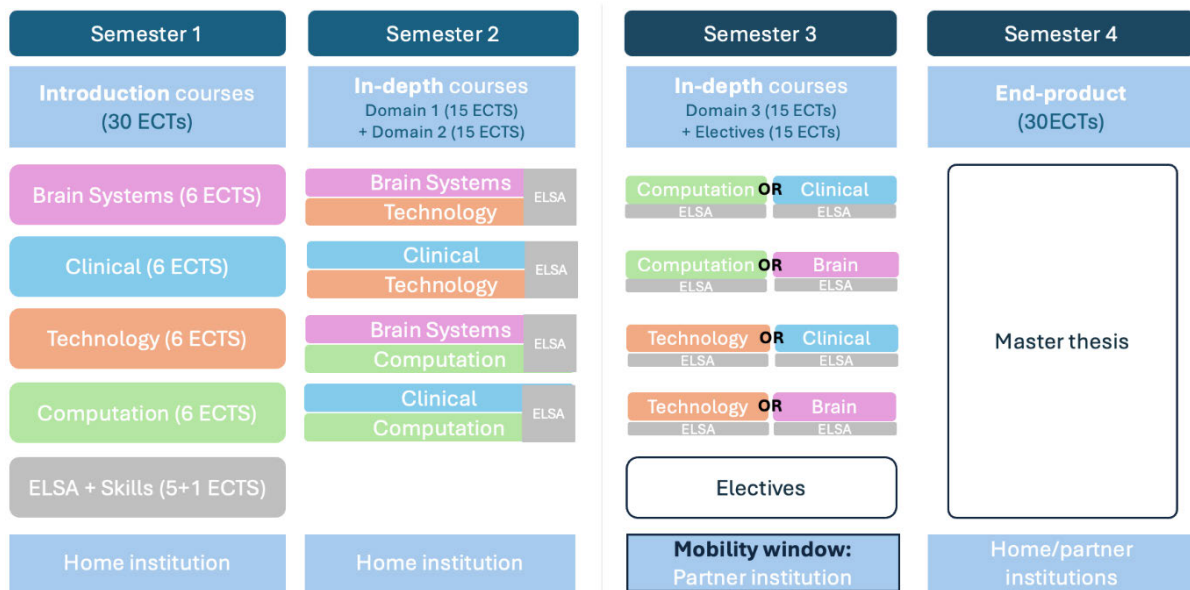 Semester 1
Introduction courses
(30 ECTs)
Brain Systems (6 ECTS)
Clinical (6 ECTS)
Technology (6 ECTS)
Computation (6 ECTS)
ELSA + Skills (5+1 ECTS)
Home institution
Semester 2
In-depth courses
Domain 1 (15 ECTS)
+ Domain 2 (15 ECTS)
Brain Systems
Technology
ELSA
Clinical
Technology
ELSA
Brain Systems
Computation
ELSA
Clinical
Computation
ELSA
Home institution
Semester 3
In-depth courses
Domain 3 (15 ECTs)
+ Electives (15 ECTs)
Computation OR Clinical
ELSA ELSA
Computation OR Brain
ELSA ELSA
Technology OR Clinical
ELSA ELSA
Technology OR Brain
ELSA ELSA
Electives
Mobility window:
Partner institution
Semester 4
End-product
(30ECTs)
Master thesis
Home/partner
institutions